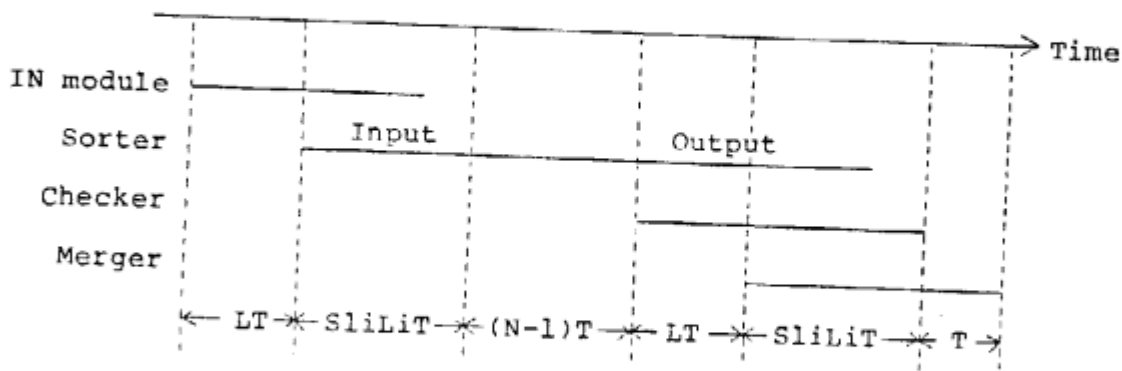 Time
IN module
Sorter Input Output
Checker
Merger
LT SliLiT (N-1)T LT SliLiT T